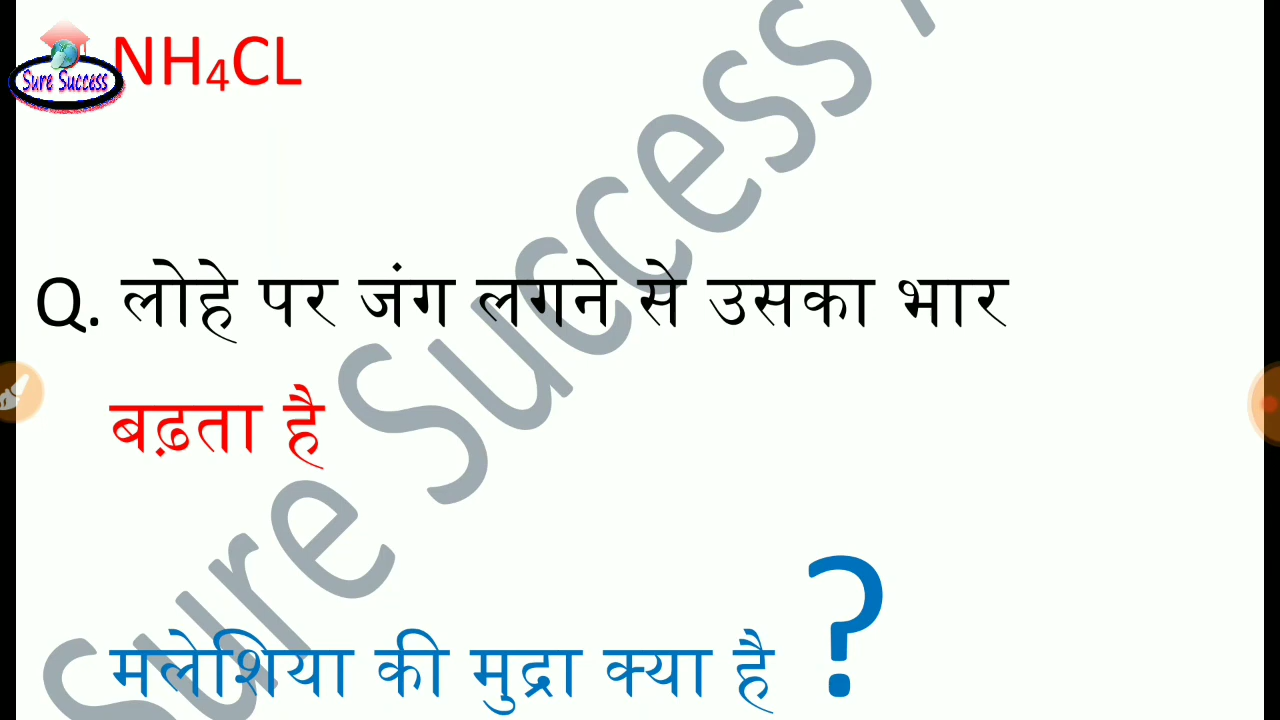 NH₄CL
Sure Success
Q. लोहे पर जंग लगने से उसका भार
बढ़ता है
मलेशिया की मुद्रा क्या है ?
Sure Success